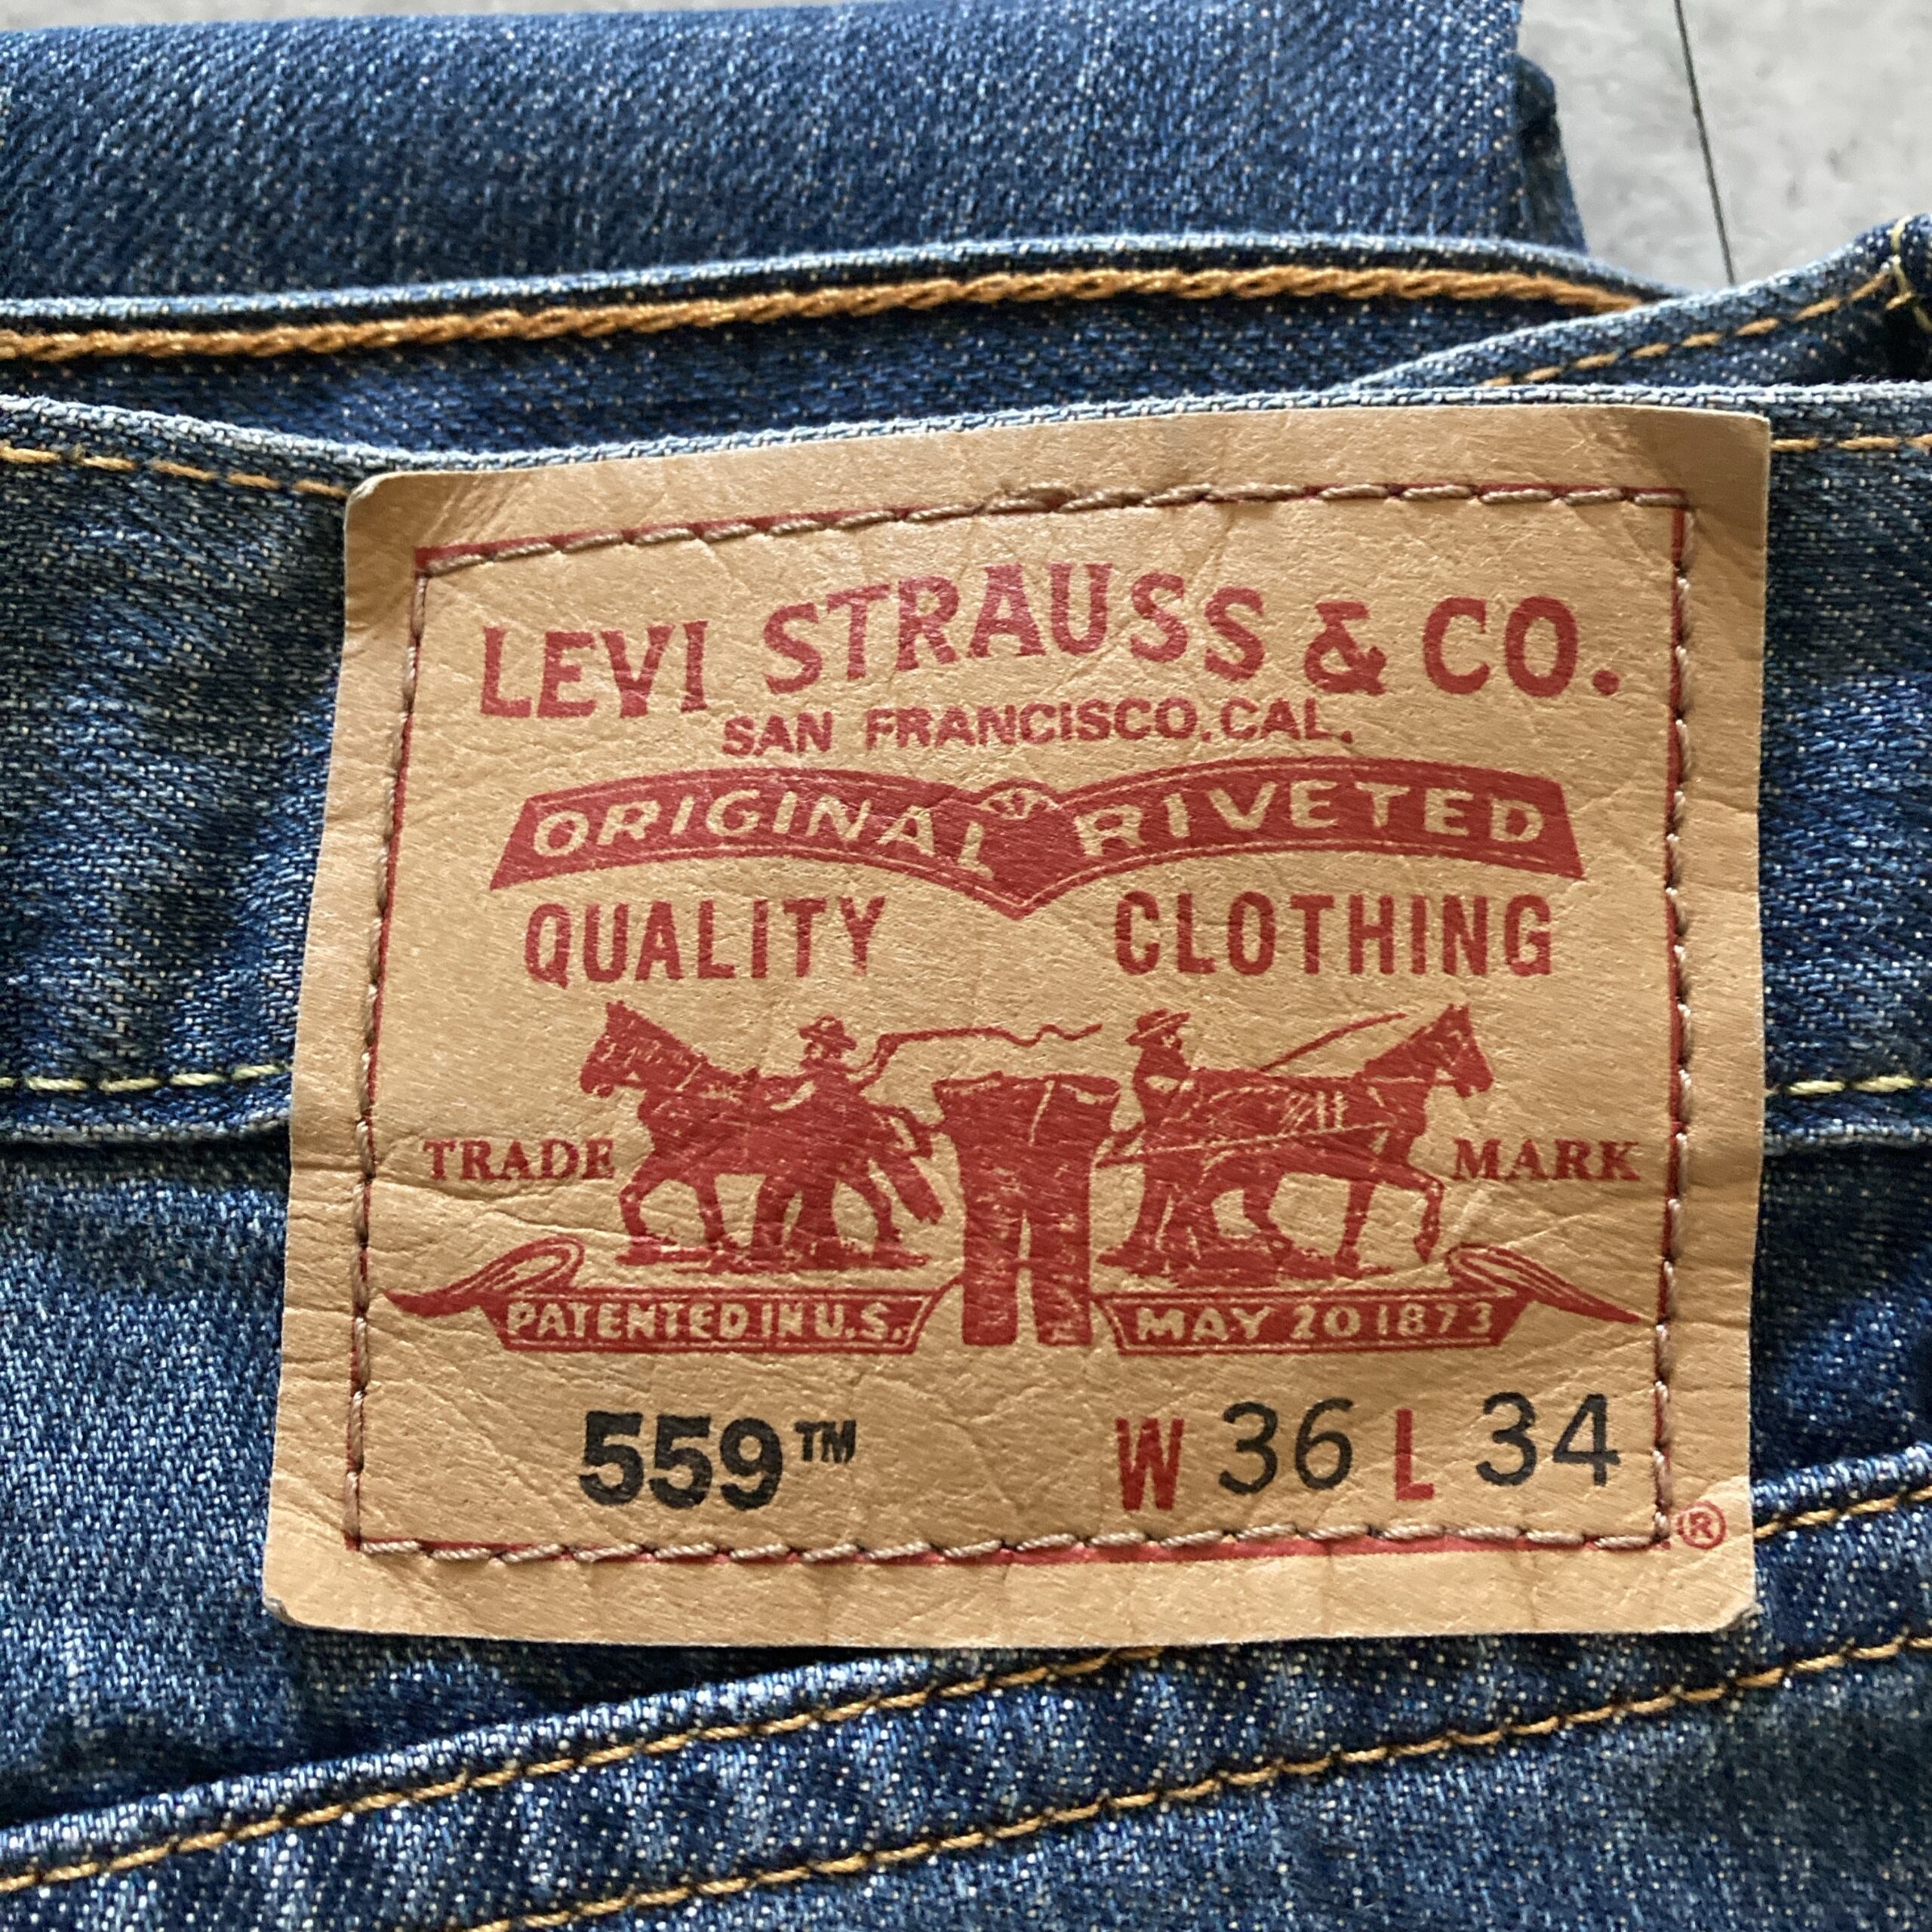 LEVI STRAUSS & CO.
SAN FRANCISCO, CAL.
ORIGINAL RIVETED
QUALITY CLOTHING
TRADE MARK
PATENTED IN U.S. MAY 20 1873
559™ W 36 L 34
®